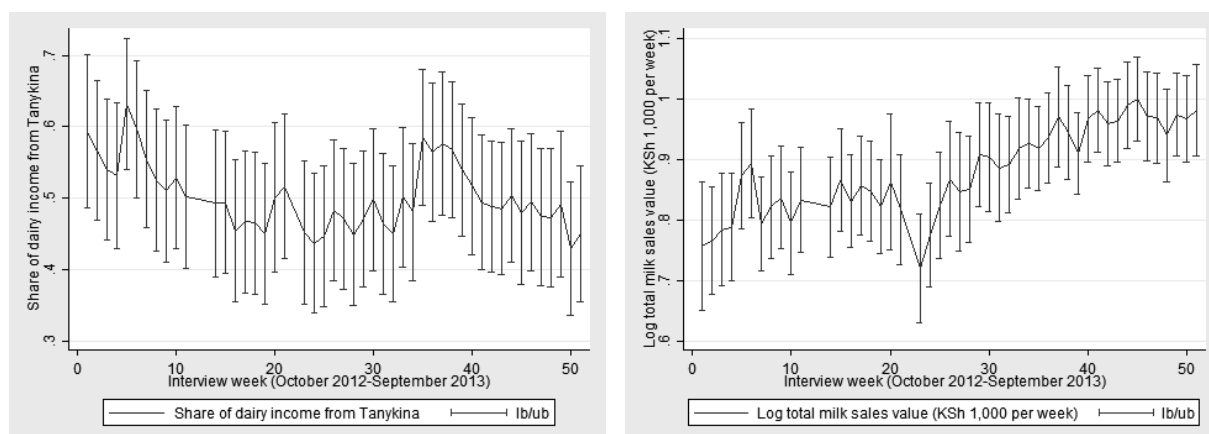 Share of dairy income from Tanykina
.3 .4 .5 .6 .7
0 10 20 30 40 50
Interview week (October 2012-September 2013)
Share of dairy income from Tanykina lb/ub
Log total milk sales value (KSh 1,000 per week)
.6 .7 .8 .9 1 1.1
0 10 20 30 40 50
Interview week (October 2012-September 2013)
Log total milk sales value (KSh 1,000 per week) lb/ub